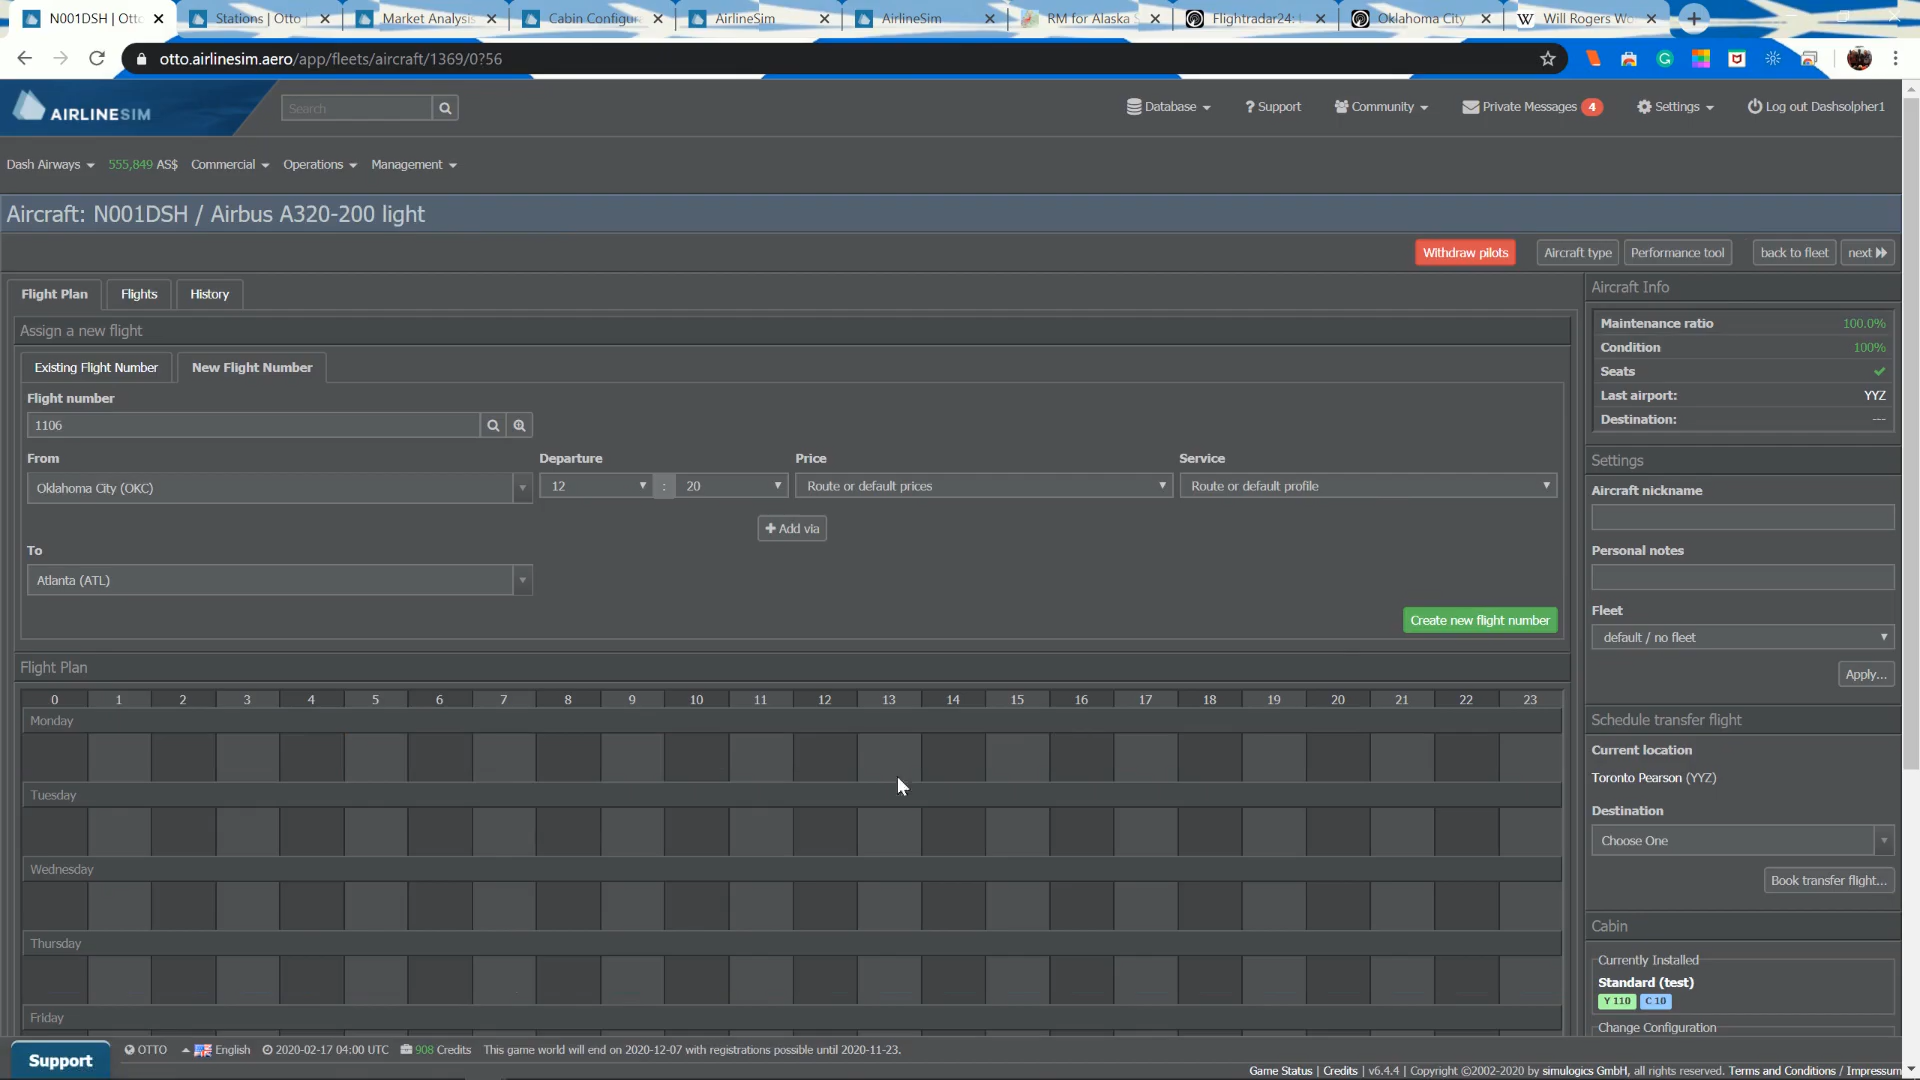 N001DSH | Otto
Stations | Otto
Market Analysis
Cabin Configur
AirlineSim
AirlineSim
RM for Alaska S
Flightradar24:
Oklahoma City
W Will Rogers Wo
otto.airlinesim.aero/app/fleets/aircraft/1369/0?56
AIRLINESIM
Search
Database
? Support
Community
Private Messages 4
Settings
Log out Dashsolpher1
Dash Airways
555,849 AS$
Commercial
Operations
Management
Aircraft: N001DSH / Airbus A320-200 light
Withdraw pilots
Aircraft type
Performance tool
back to fleet
next
Flight Plan
Flights
History
Assign a new flight
Existing Flight Number
New Flight Number
Flight number
1106
From
Departure
Price
Service
Oklahoma City (OKC)
12 : 20
Route or default prices
Route or default profile
+ Add via
To
Atlanta (ATL)
Create new flight number
Flight Plan
0 1 2 3 4 5 6 7 8 9 10 11 12 13 14 15 16 17 18 19 20 21 22 23
Monday
Tuesday
Wednesday
Thursday
Friday
Aircraft Info
Maintenance ratio 100.0%
Condition 100%
Seats
Last airport: YYZ
Destination: ---
Settings
Aircraft nickname
Personal notes
Fleet
default / no fleet
Apply...
Schedule transfer flight
Current location
Toronto Pearson (YYZ)
Destination
Choose One
Book transfer flight...
Cabin
Currently Installed
Standard (test)
Y 110 C 10
Change Configuration
Support
OTTO
English
2020-02-17 04:00 UTC
908 Credits
This game world will end on 2020-12-07 with registrations possible until 2020-11-23.
Game Status | Credits | v6.4.4 | Copyright ©2002-2020 by simulogics GmbH, all rights reserved. Terms and Conditions / Impressum